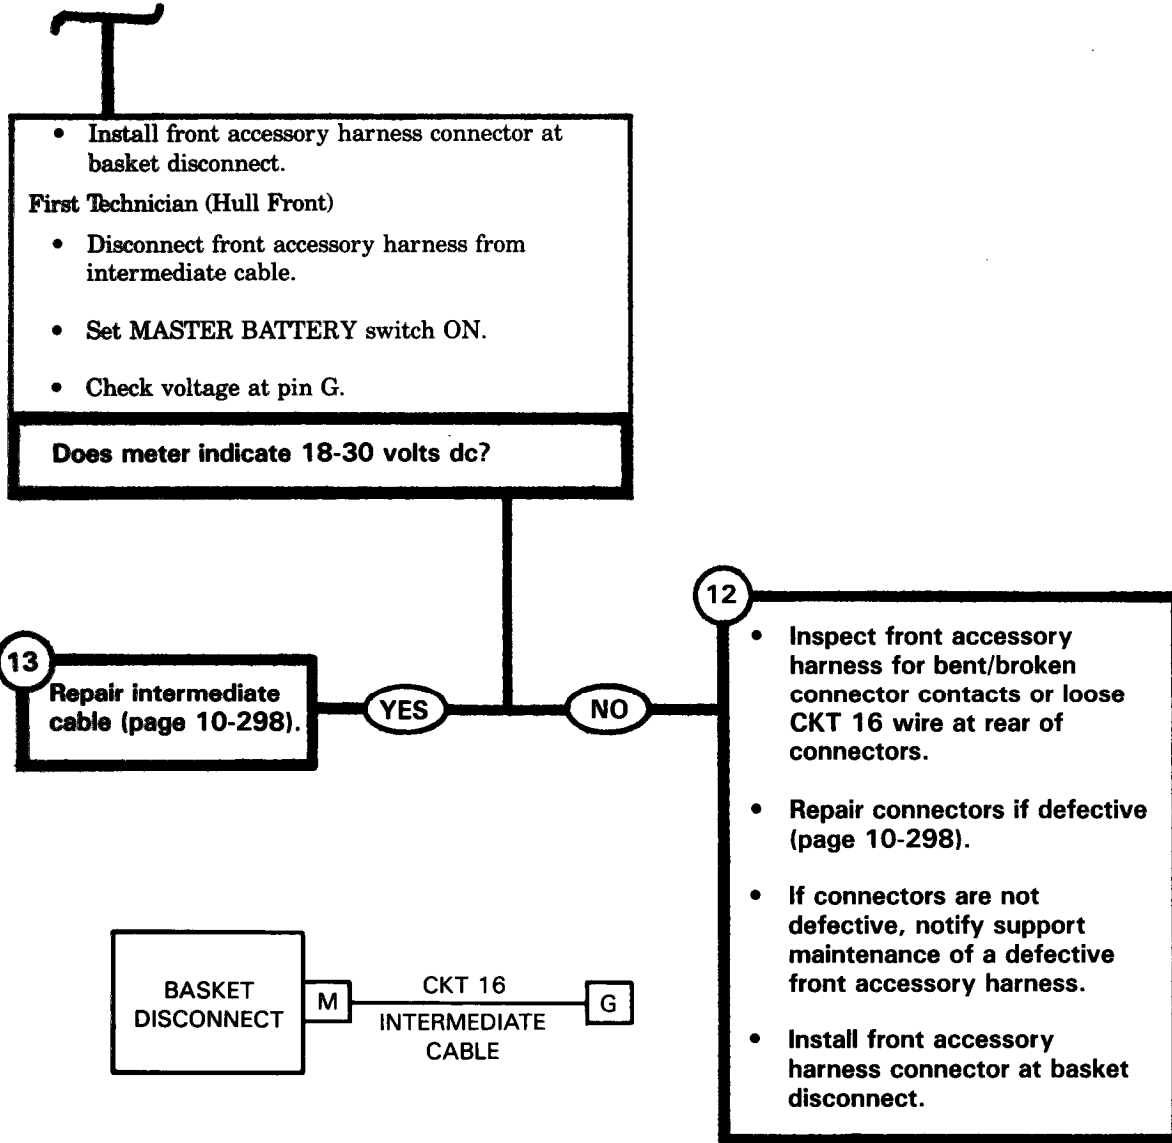 • Install front accessory harness connector at
basket disconnect.
First Technician (Hull Front)
• Disconnect front accessory harness from
intermediate cable.
• Set MASTER BATTERY switch ON.
• Check voltage at pin G.
Does meter indicate 18-30 volts dc?
13
Repair intermediate
cable (page 10-298).
YES
NO
12
• Inspect front accessory
harness for bent/broken
connector contacts or loose
CKT 16 wire at rear of
connectors.
• Repair connectors if defective
(page 10-298).
• If connectors are not
defective, notify support
maintenance of a defective
front accessory harness.
• Install front accessory
harness connector at basket
disconnect.
BASKET
DISCONNECT
M
CKT 16
INTERMEDIATE
CABLE
G